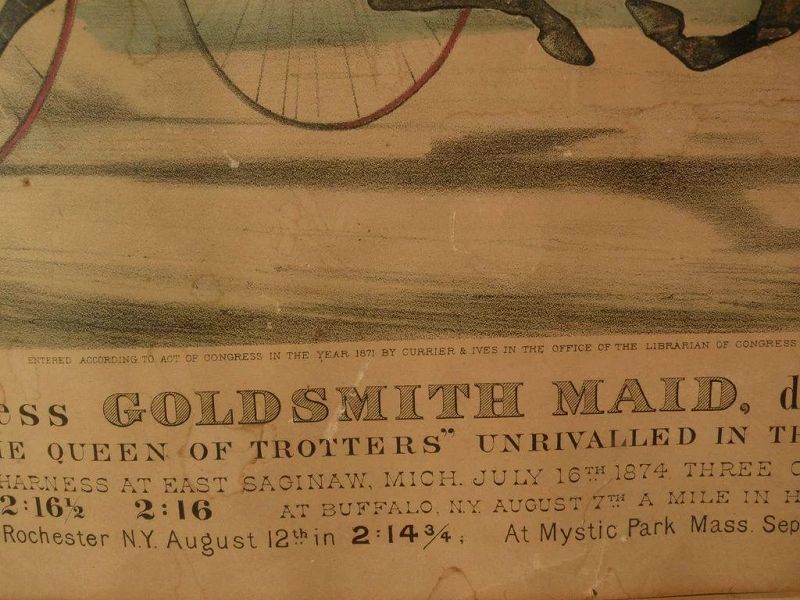 ENTERED ACCORDING TO ACT OF CONGRESS IN THE YEAR 1871 BY CURRIER & IVES IN THE OFFICE OF THE LIBRARIAN OF CONGRESS
ess GOLDSMITH MAID, d
HE QUEEN OF TROTTERS" UNRIVALLED IN TH
HARNESS AT EAST SAGINAW, MICH. JULY 16TH 1874, THREE
2:16½ 2:16 AT BUFFALO, N.Y. AUGUST 7TH A MILE IN H
Rochester N.Y. August 12th in 2:14¾; At Mystic Park Mass. Sep